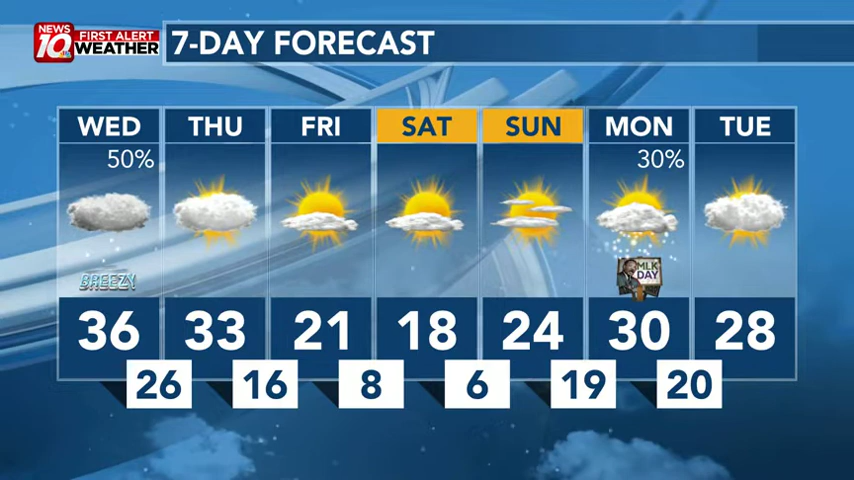 NEWS
10
FIRST ALERT
WEATHER
7-DAY FORECAST
WED THU FRI SAT SUN MON TUE
50% 30%
BREEZY
MLK
DAY
36 33 21 18 24 30 28
26 16 8 6 19 20